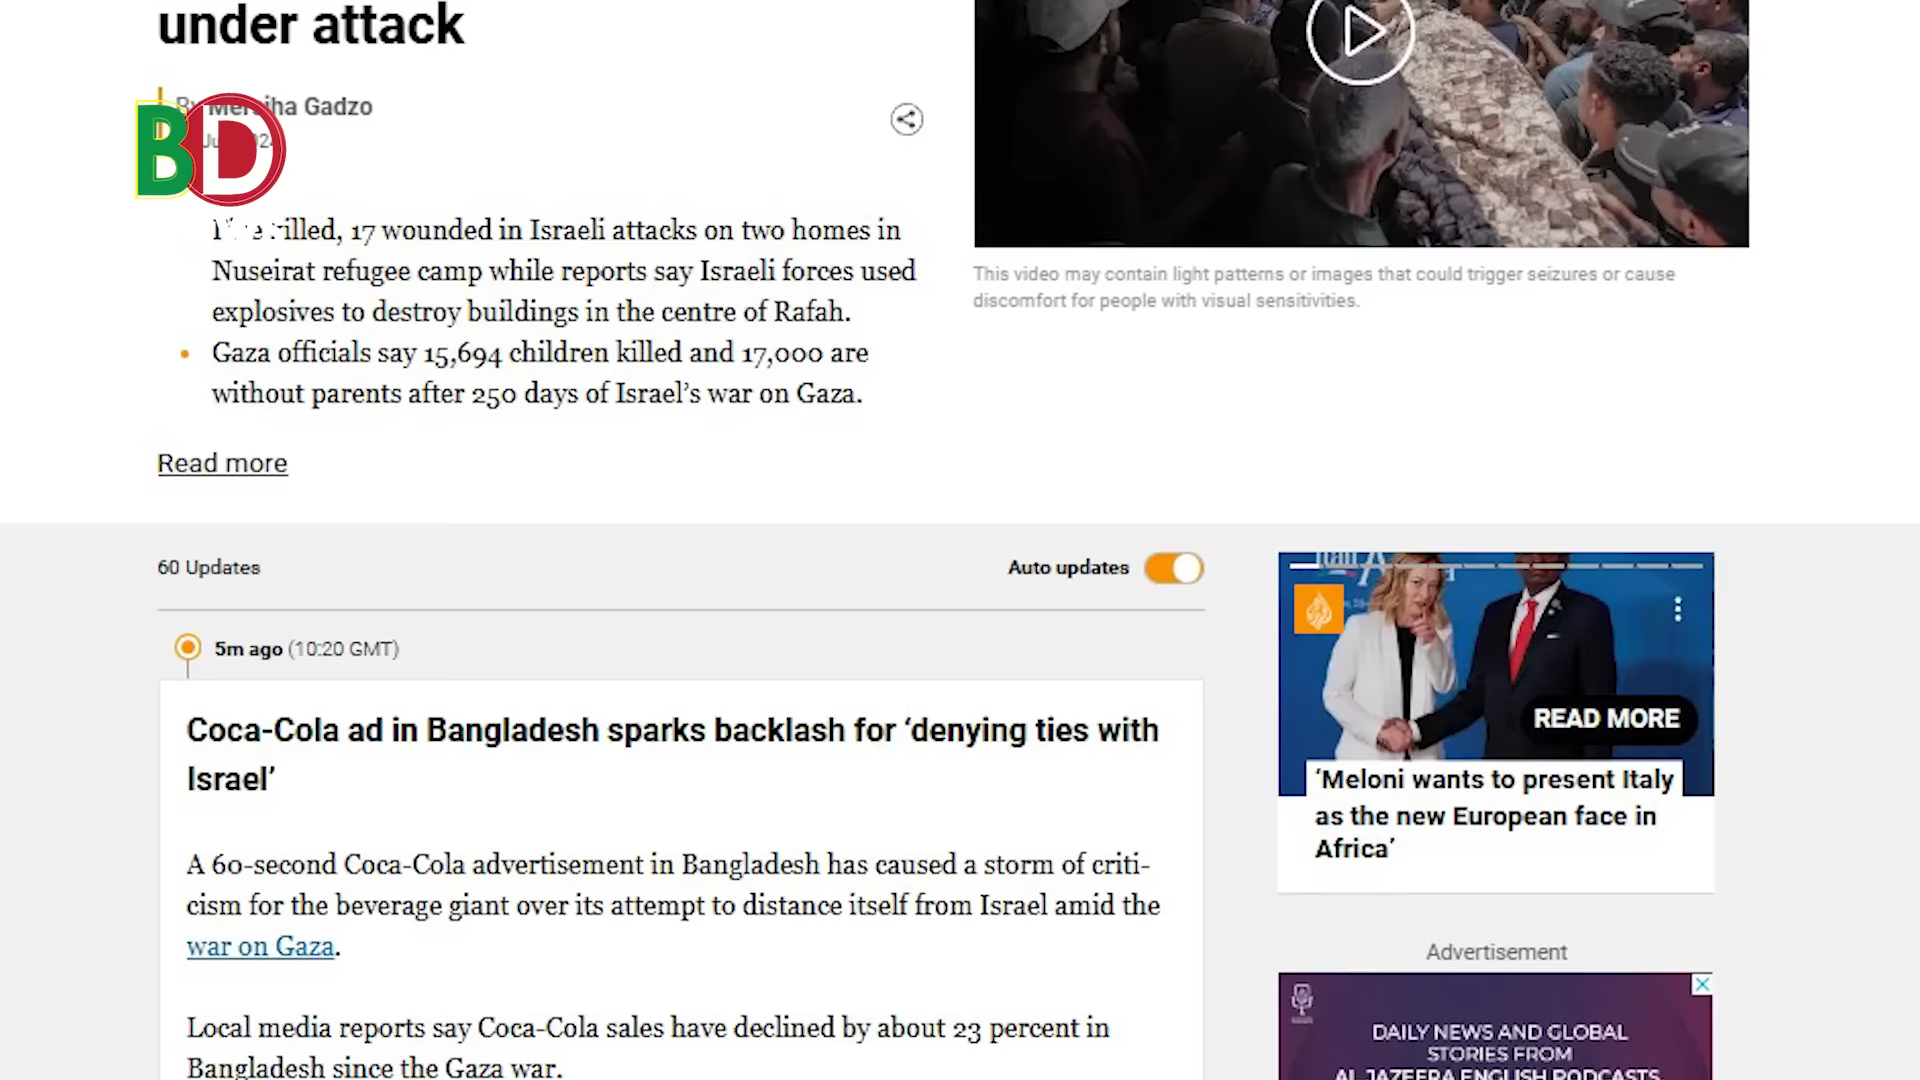 under attack
By Mersiha Gadzo
BD
killed, 17 wounded in Israeli attacks on two homes in
Nuseirat refugee camp while reports say Israeli forces used
explosives to destroy buildings in the centre of Rafah.
• Gaza officials say 15,694 children killed and 17,000 are
without parents after 250 days of Israel’s war on Gaza.
Read more
This video may contain light patterns or images that could trigger seizures or cause
discomfort for people with visual sensitivities.
60 Updates
Auto updates
5m ago (10:20 GMT)
Coca-Cola ad in Bangladesh sparks backlash for ‘denying ties with
Israel’
A 60-second Coca-Cola advertisement in Bangladesh has caused a storm of criti-
cism for the beverage giant over its attempt to distance itself from Israel amid the
war on Gaza.
Local media reports say Coca-Cola sales have declined by about 23 percent in
Bangladesh since the Gaza war.
READ MORE
‘Meloni wants to present Italy
as the new European face in
Africa’
Advertisement
DAILY NEWS AND GLOBAL
STORIES FROM
AL JAZEERA ENGLISH PODCASTS